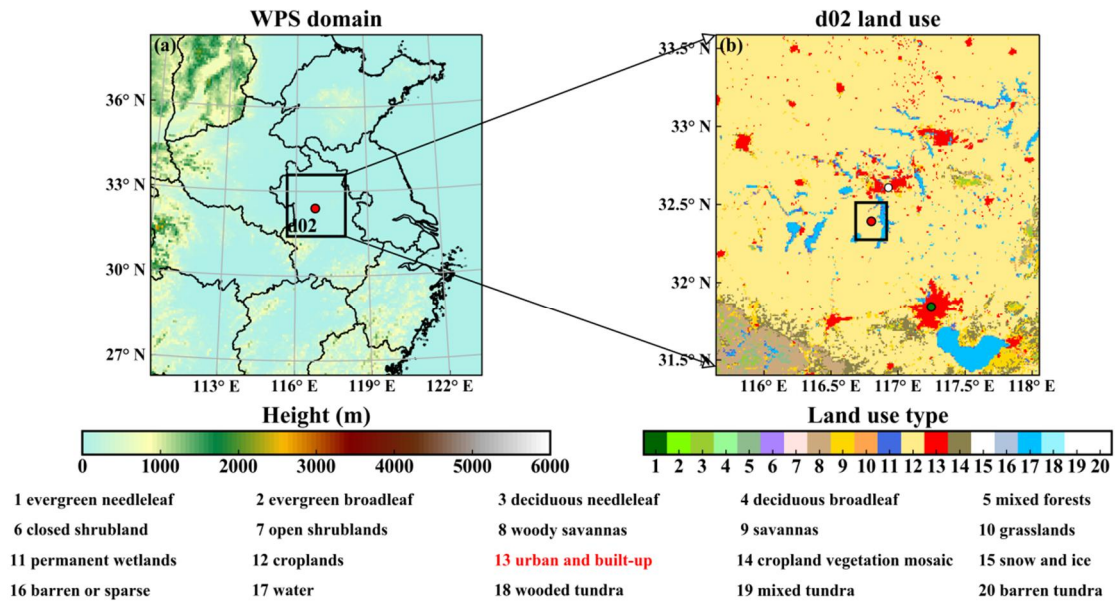 WPS domain
d02 land use
(a)
(b)
36° N
33° N
30° N
27° N
d02
113° E 116° E 119° E 122° E
33.5° N
33° N
32.5° N
32° N
31.5° N
116° E 116.5° E 117° E 117.5° E 118° E
Height (m)
Land use type
0 1000 2000 3000 4000 5000 6000
1 2 3 4 5 6 7 8 9 10 11 12 13 14 15 16 17 18 19 20
1 evergreen needleleaf 2 evergreen broadleaf 3 deciduous needleleaf 4 deciduous broadleaf 5 mixed forests
6 closed shrubland 7 open shrublands 8 woody savannas 9 savannas 10 grasslands
11 permanent wetlands 12 croplands 13 urban and built-up 14 cropland vegetation mosaic 15 snow and ice
16 barren or sparse 17 water 18 wooded tundra 19 mixed tundra 20 barren tundra